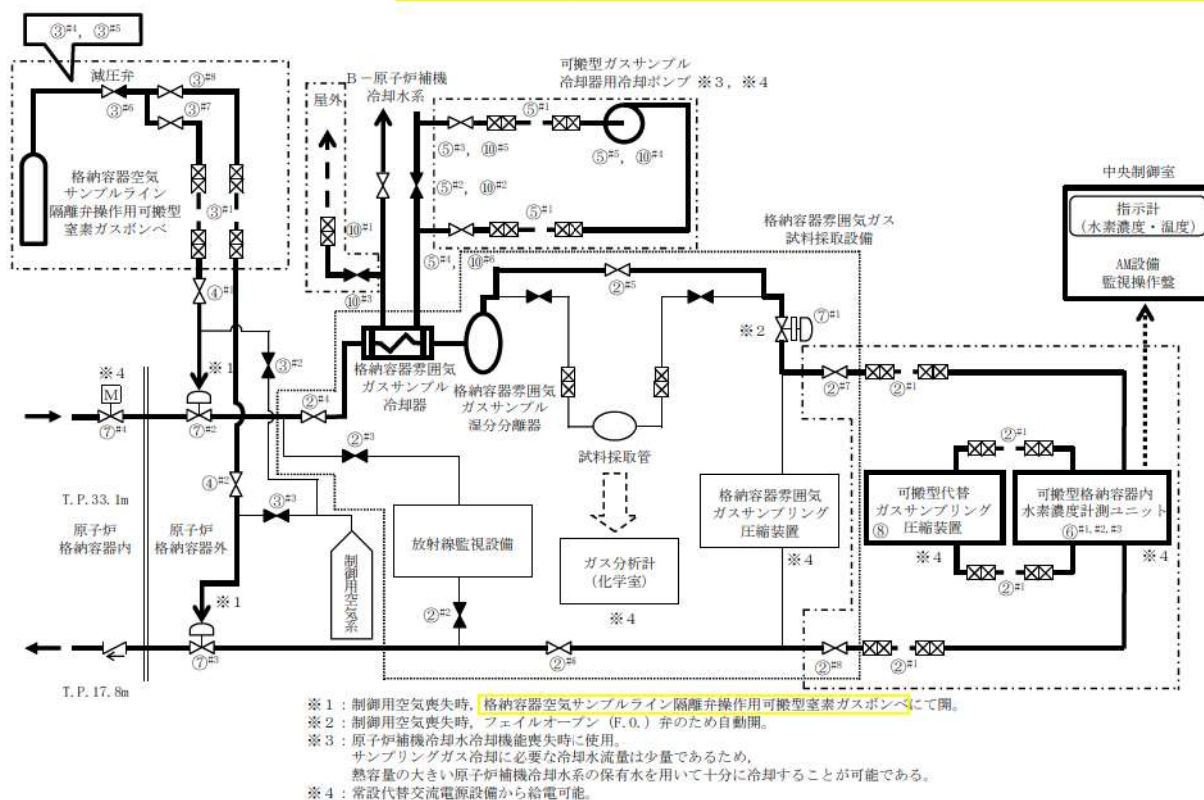 ③#4, ③#5
減圧弁
③#8
③#6
③#7
格納容器空気
サンプルライン
隔離弁操作用可搬型
窒素ガスボンベ
③#1
屋外
B－原子炉補機
冷却水系
可搬型ガスサンプル
冷却器用冷却ポンプ ※3, ※4
⑤#1
⑤#3, ⑩#5
⑤#5, ⑩#4
⑤#2, ⑩#2
⑤#1
⑤#4, ⑩#6
⑩#1
⑩#3
格納容器雰囲気ガス
試料採取設備
中央制御室
指示計
(水素濃度・温度)
AM設備
監視操作盤
④#1
※1
③#2
※4
M
⑦#4
⑦#2
②#4
格納容器雰囲気
ガスサンプル
冷却器
格納容器雰囲気
ガスサンプル
湿分分離器
②#5
※2
⑦#1
②#7
②#1
②#3
試料採取管
②#1
T.P.33.1m
④#2
③#3
原子炉
格納容器内
原子炉
格納容器外
制御用空気系
放射線監視設備
ガス分析計
(化学室)
※4
格納容器雰囲気
ガスサンプリング
圧縮装置
※4
可搬型代替
ガスサンプリング
圧縮装置
⑧
※4
可搬型格納容器内
水素濃度計測ユニット
⑥#1,#2,#3
※4
②#1
※1
②#2
⑦#3
②#6
②#8
②#1
T.P.17.8m
※1：制御用空気喪失時, 格納容器空気サンプルライン隔離弁操作用可搬型窒素ガスボンベにて開。
※2：制御用空気喪失時, フェイルオープン (F.O.) 弁のため自動開。
※3：原子炉補機冷却水冷却機能喪失時に使用。
サンプリングガス冷却に必要な冷却水流量は少量であるため,
熱容量の大きい原子炉補機冷却水系の保有水を用いて十分に冷却することが可能である。
※4：常設代替交流電源設備から給電可能。